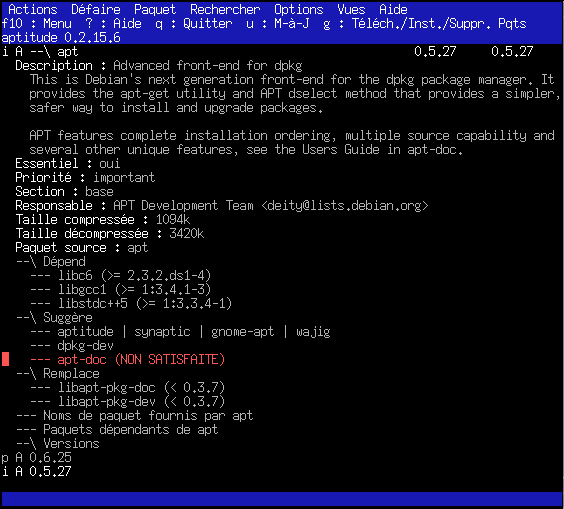 Actions  Défaire  Paquet  Rechercher  Options  Vues  Aide
f10 : Menu  ? : Aide  q : Quitter  u : M-à-J  g : Téléch./Inst./Suppr. Pqts
aptitude 0.2.15.6
i A --\ apt                                                0.5.27     0.5.27
  Description : Advanced front-end for dpkg
    This is Debian's next generation front-end for the dpkg package manager. It
    provides the apt-get utility and APT dselect method that provides a simpler,
    safer way to install and upgrade packages.
    APT features complete installation ordering, multiple source capability and
    several other unique features, see the Users Guide in apt-doc.
  Essentiel : oui
  Priorité : important
  Section : base
  Responsable : APT Development Team <deity@lists.debian.org>
  Taille compressée : 1094k
  Taille décompressée : 3420k
  Paquet source : apt
  --\ Dépend
    --- libc6 (>= 2.3.2.ds1-4)
    --- libgcc1 (>= 1:3.4.1-3)
    --- libstdc++5 (>= 1:3.3.4-1)
  --\ Suggère
    --- aptitude | synaptic | gnome-apt | wajig
    --- dpkg-dev
    --- apt-doc (NON SATISFAITE)
  --\ Remplace
    --- libapt-pkg-doc (< 0.3.7)
    --- libapt-pkg-dev (< 0.3.7)
  --- Noms de paquet fournis par apt
  --- Paquets dépendants de apt
  --\ Versions
p A 0.6.25
i A 0.5.27